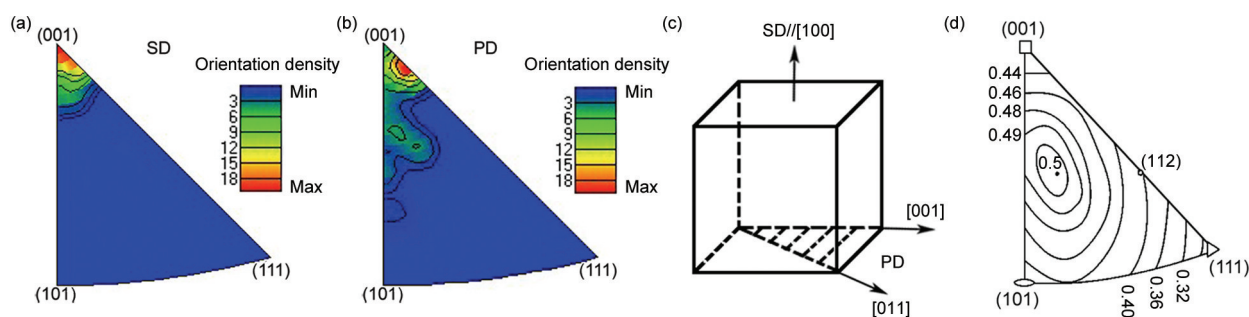 (a)
(001)
SD
Orientation density
Min
3
6
9
12
15
18
Max
(101)
(111)
(b)
(001)
PD
Orientation density
Min
3
6
9
12
15
18
Max
(101)
(111)
(c)
SD//[100]
[001]
PD
[011]
(d)
(001)
0.44
0.46
0.48
0.49
0.5
(112)
(101)
0.40
0.36
0.32
(111)